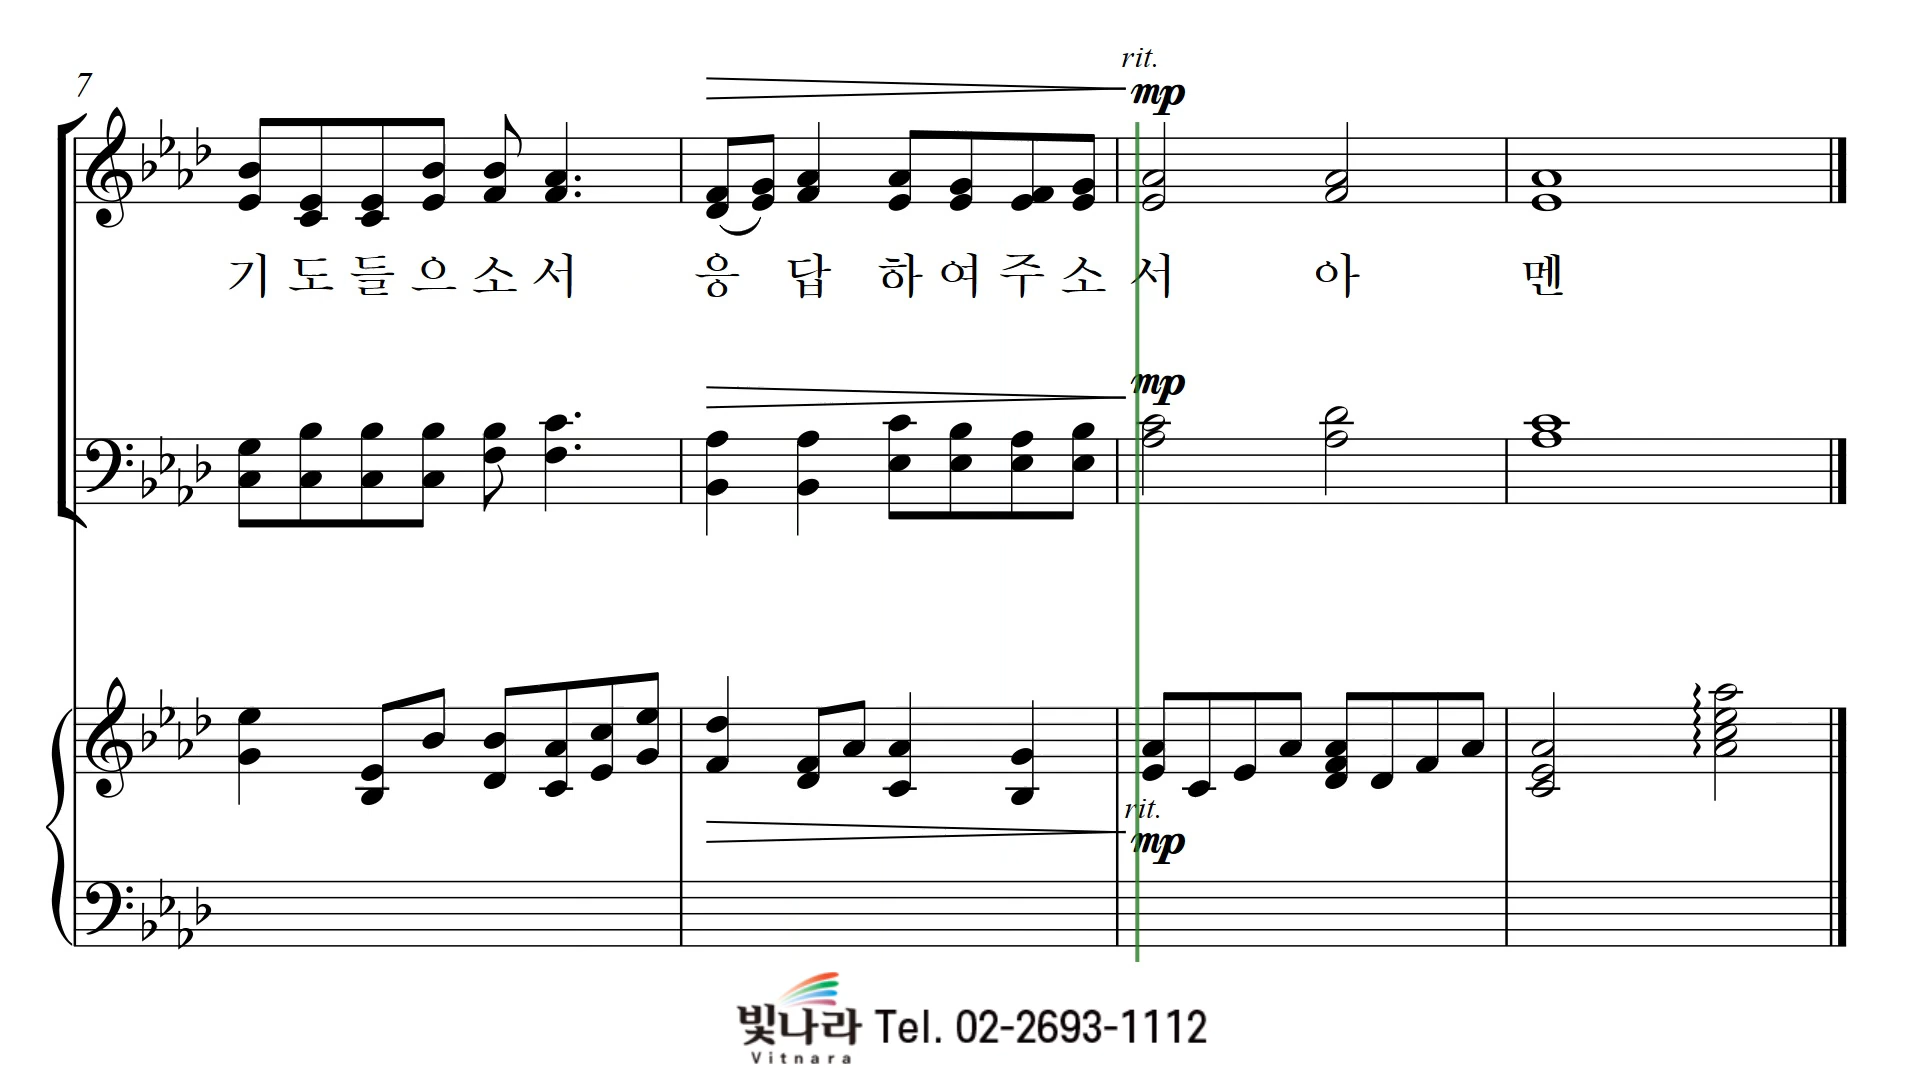 rit.
7
mp
기 도 들 으 소 서 응 답 하 여 주 소 서 아 멘
mp
rit.
mp
빛나라 Tel. 02-2693-1112
Vitnara